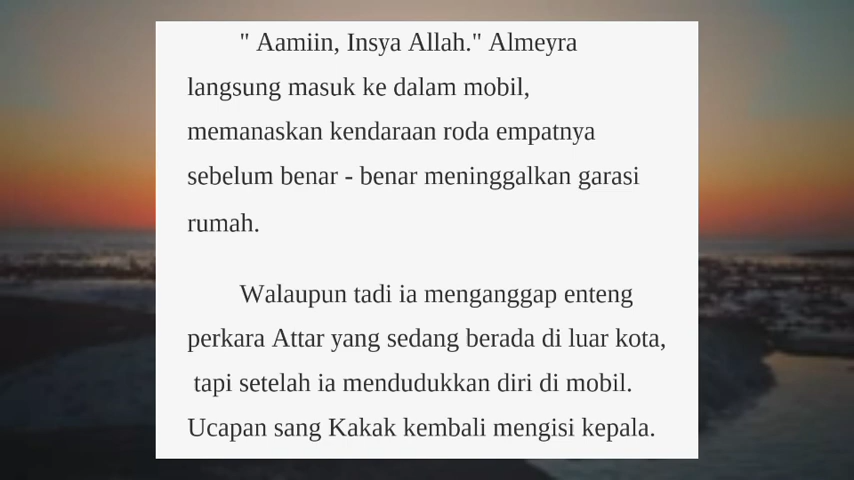 " Aamiin, Insya Allah." Almeyra
langsung masuk ke dalam mobil,
memanaskan kendaraan roda empatnya
sebelum benar - benar meninggalkan garasi
rumah.
Walaupun tadi ia menganggap enteng
perkara Attar yang sedang berada di luar kota,
tapi setelah ia mendudukkan diri di mobil.
Ucapan sang Kakak kembali mengisi kepala.